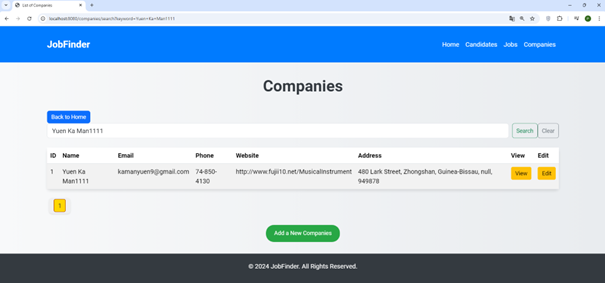 List of Companies
localhost:8080/companies/search?keyword=Yuen+Ka+Man1111
JobFinder
Home Candidates Jobs Companies
Companies
Back to Home
Yuen Ka Man1111 Search Clear
ID Name Email Phone Website Address View Edit
1 Yuen Ka Man1111 kamanyuen9@gmail.com 74-850-4130 http://www.fujii10.net/MusicalInstrument 480 Lark Street, Zhongshan, Guinea-Bissau, null, 949878 View Edit
1
Add a New Companies
© 2024 JobFinder. All Rights Reserved.